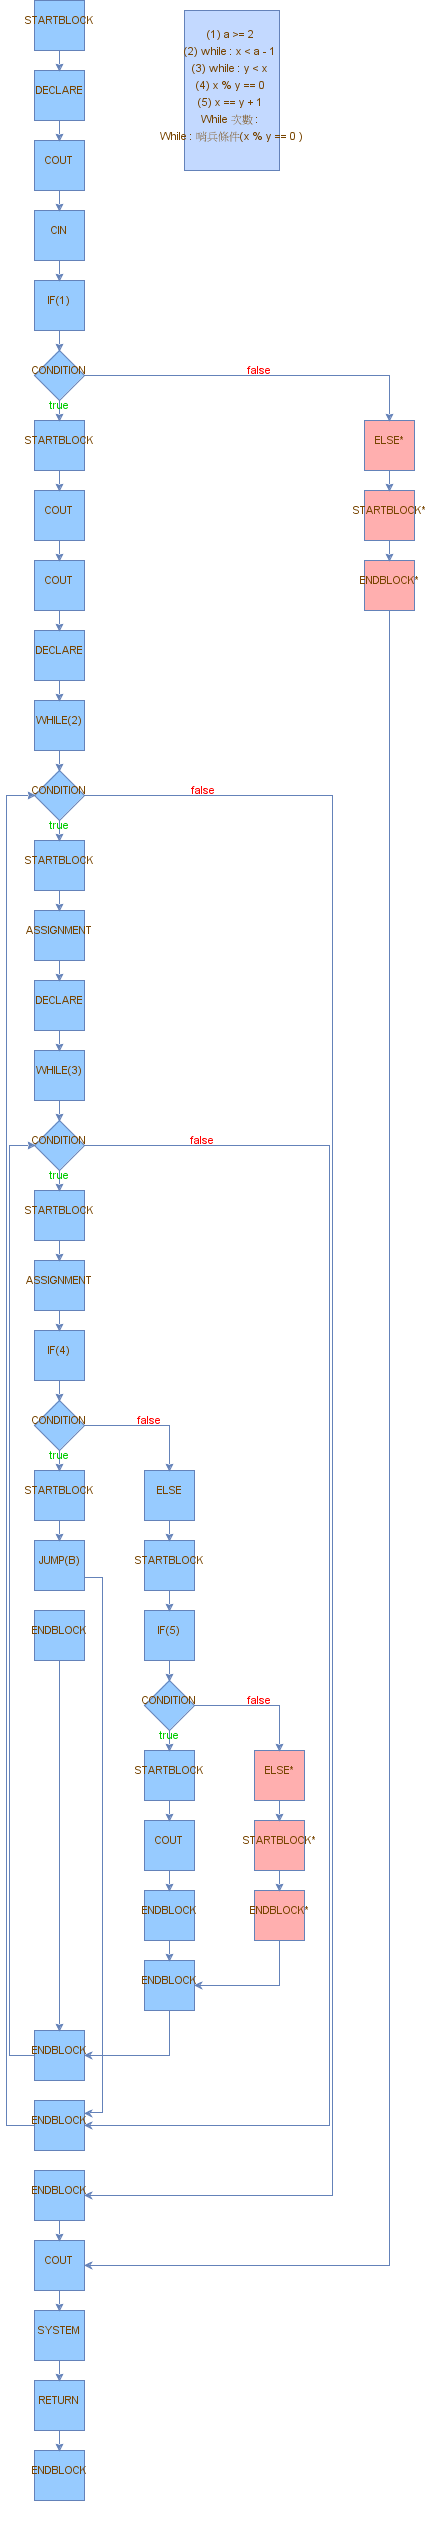 STARTBLOCK
(1) a >= 2
(2) while : x < a - 1
(3) while : y < x
(4) x % y == 0
(5) x == y + 1
While 次數 :
While : 哨兵條件(x % y == 0 )
DECLARE
COUT
CIN
IF(1)
CONDITION
false
true
STARTBLOCK
ELSE*
COUT
STARTBLOCK*
COUT
ENDBLOCK*
DECLARE
WHILE(2)
CONDITION
false
true
STARTBLOCK
ASSIGNMENT
DECLARE
WHILE(3)
CONDITION
false
true
STARTBLOCK
ASSIGNMENT
IF(4)
CONDITION
false
true
STARTBLOCK
ELSE
JUMP(B)
STARTBLOCK
ENDBLOCK
IF(5)
CONDITION
false
true
STARTBLOCK
ELSE*
COUT
STARTBLOCK*
ENDBLOCK
ENDBLOCK*
ENDBLOCK
ENDBLOCK
ENDBLOCK
ENDBLOCK
COUT
SYSTEM
RETURN
ENDBLOCK